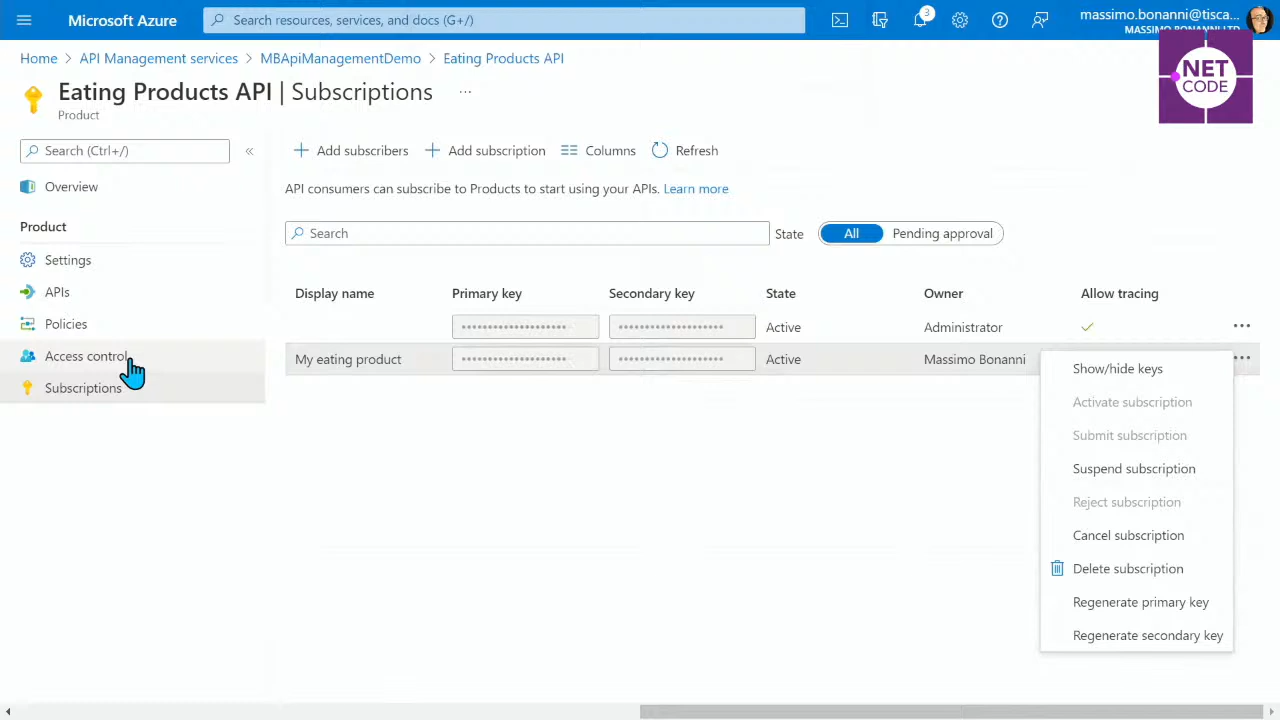 Microsoft Azure
Search resources, services, and docs (G+/)
3
massimo.bonanni@tisca...
MASSIMO BONANNI LTD
NET
CODE
Home > API Management services > MBApiManagementDemo > Eating Products API
Eating Products API | Subscriptions ...
Product
Search (Ctrl+/)
«
Overview
Product
Settings
APIs
Policies
Access control
Subscriptions
+ Add subscribers + Add subscription Columns Refresh
API consumers can subscribe to Products to start using your APIs. Learn more
Search
State
All
Pending approval
Display name Primary key Secondary key State Owner Allow tracing
•••••••••••••••••••• •••••••••••••••••••• Active Administrator ✓ •••
My eating product •••••••••••••••••••• •••••••••••••••••••• Active Massimo Bonanni •••
Show/hide keys
Activate subscription
Submit subscription
Suspend subscription
Reject subscription
Cancel subscription
Delete subscription
Regenerate primary key
Regenerate secondary key